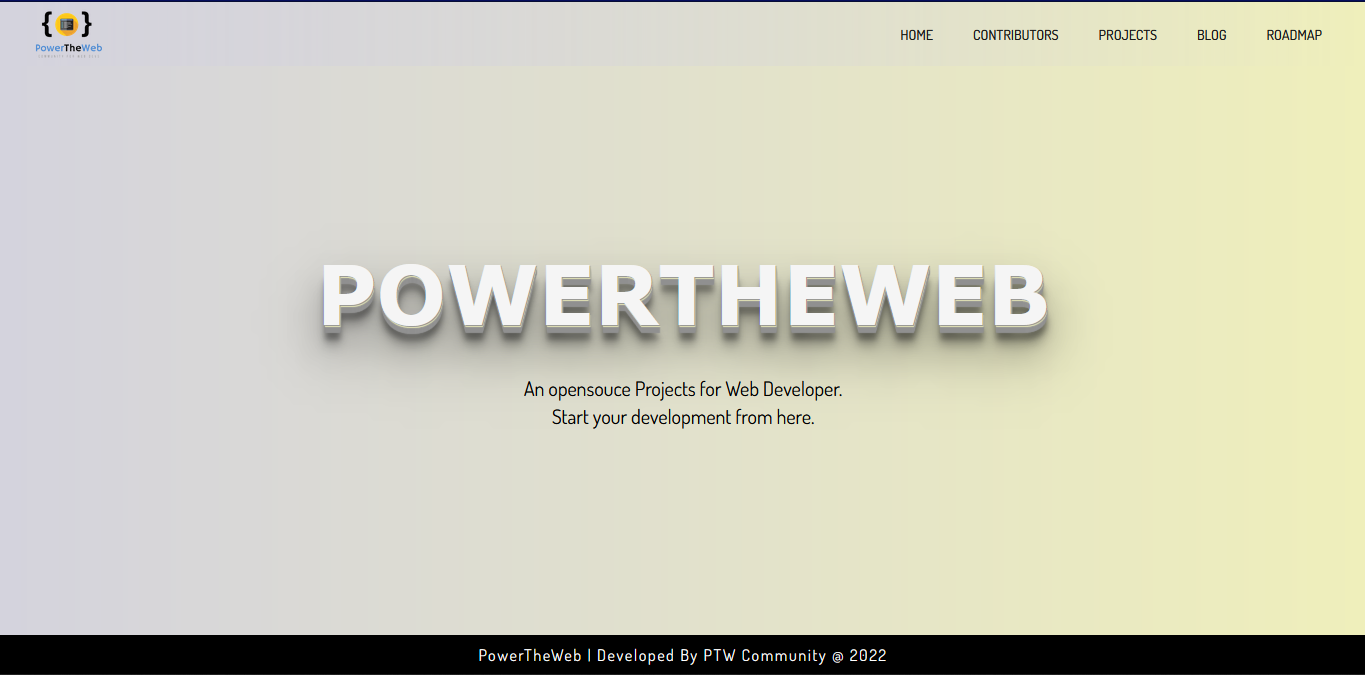 { }
PowerTheWeb
HOME CONTRIBUTORS PROJECTS BLOG ROADMAP
POWERTHEWEB
An opensouce Projects for Web Developer.
Start your development from here.
PowerTheWeb | Developed By PTW Community @ 2022